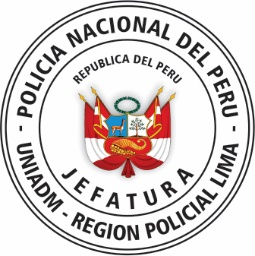 - POLICIA NACIONAL DEL PERU -
REPUBLICA DEL PERU
JEFATURA
UNIADM - REGION POLICIAL LIMA